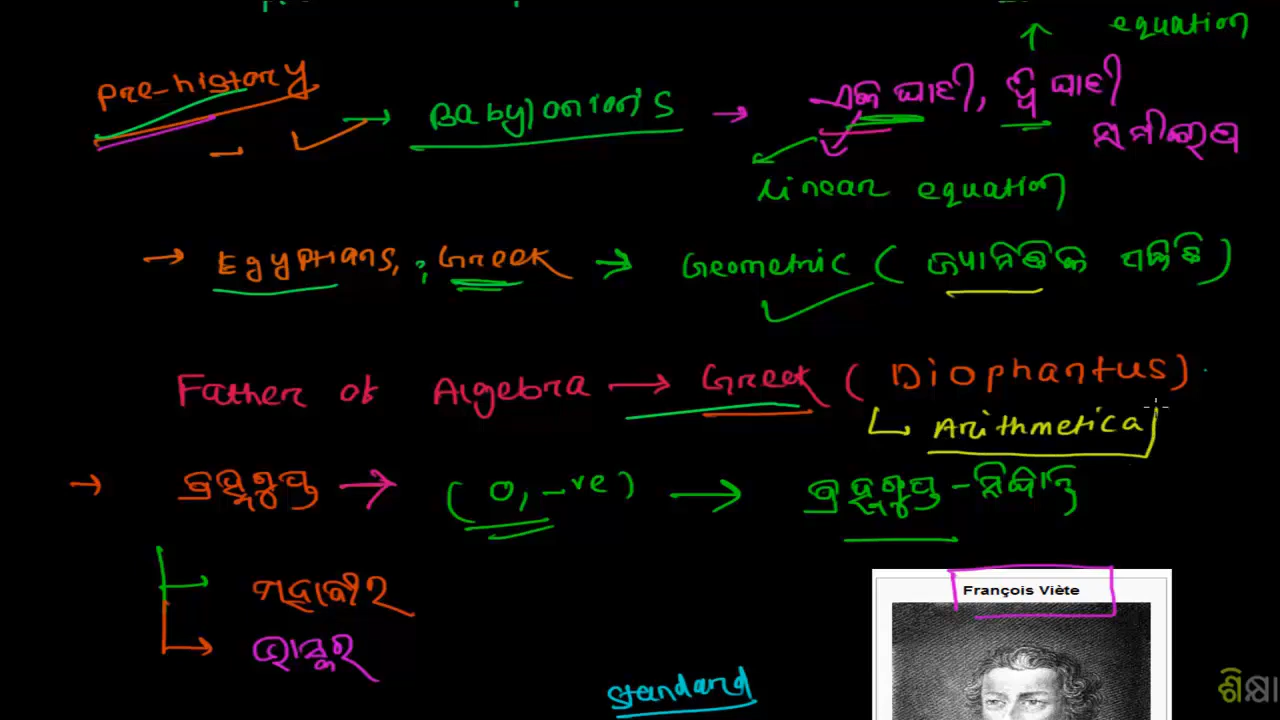 equation
Pre-history → Babylonion's → ଏକ ଘାତୀ, ଦ୍ୱି ଘାତୀ
ସମୀକରଣ
Linear equation
→ Egyptians, ; Greek → Geometric (ଜ୍ୟାମିତିକ ପଦ୍ଧତି)
Father of Algebra → Greek (Diophantus)
Arithmetica
→ ବ୍ରହ୍ମଗୁପ୍ତ → (0, -ve) → ବ୍ରହ୍ମଗୁପ୍ତ-ସିଦ୍ଧାନ୍ତ
ମହାବୀର
ଭାସ୍କର
François Viète
standard
ଶିକ୍ଷା